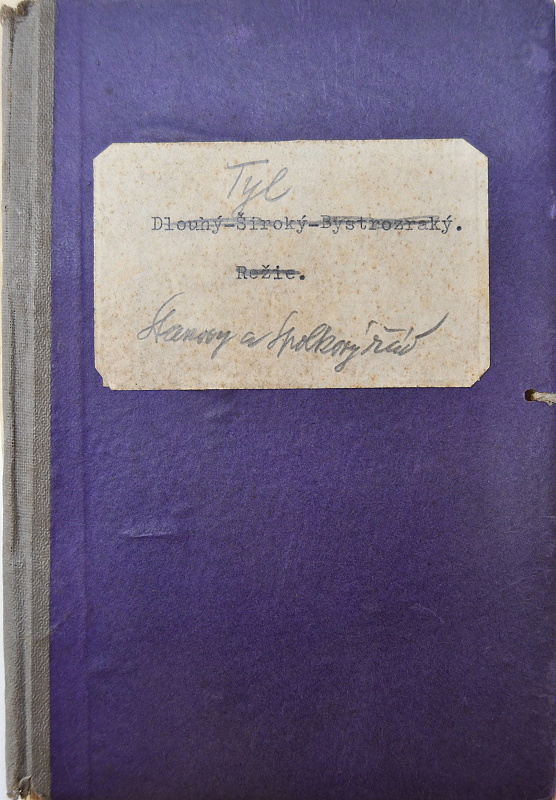 Tyl
Dlouhý-Široký-Bystrozraký.
Režie.
Stanovy a Spolkový řád